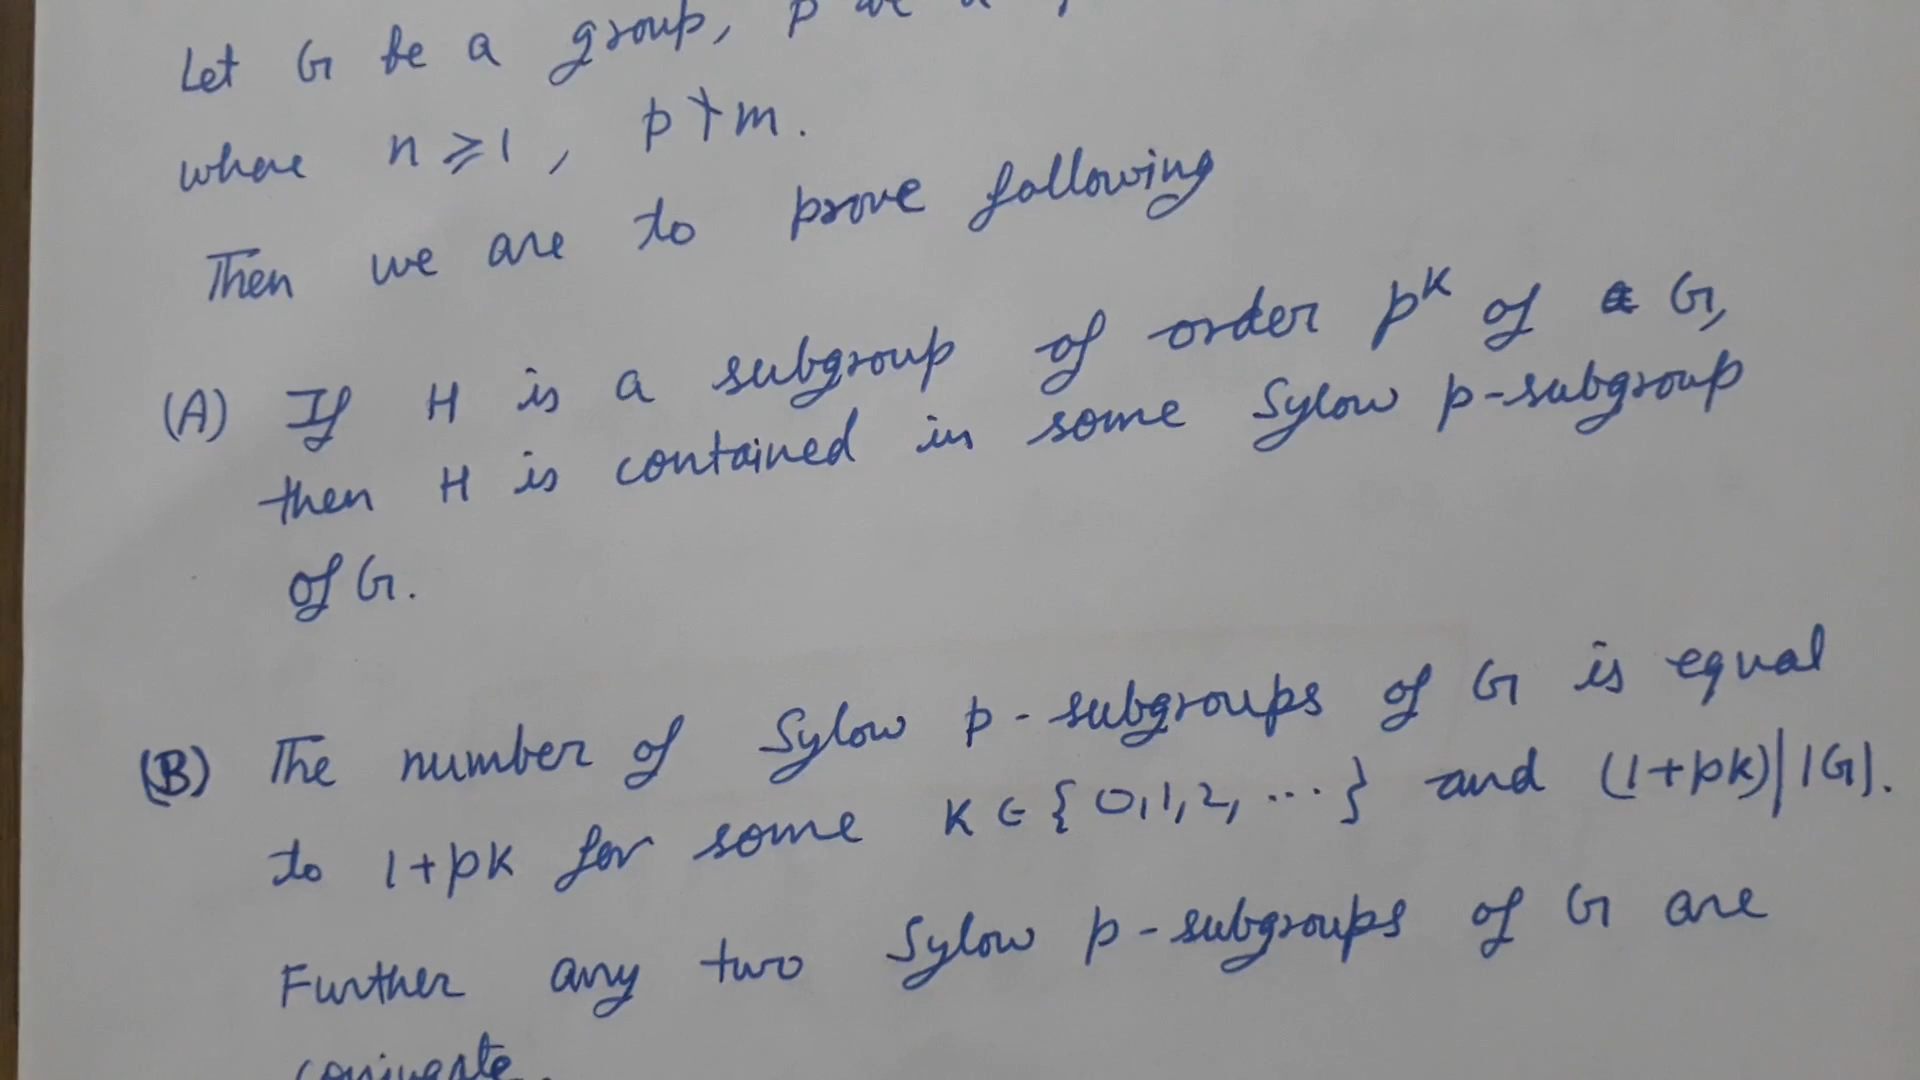 Let G be a group, p be a
where n ⩾ 1, p ∤ m.
Then we are to prove following
(A) If H is a subgroup of order p^k of G,
then H is contained in some Sylow p-subgroup
of G.
(B) The number of Sylow p-subgroups of G is equal
to 1+pk for some k ∈ {0,1,2, ...} and (1+pk)||G|.
Further any two Sylow p-subgroups of G are
conjugate.